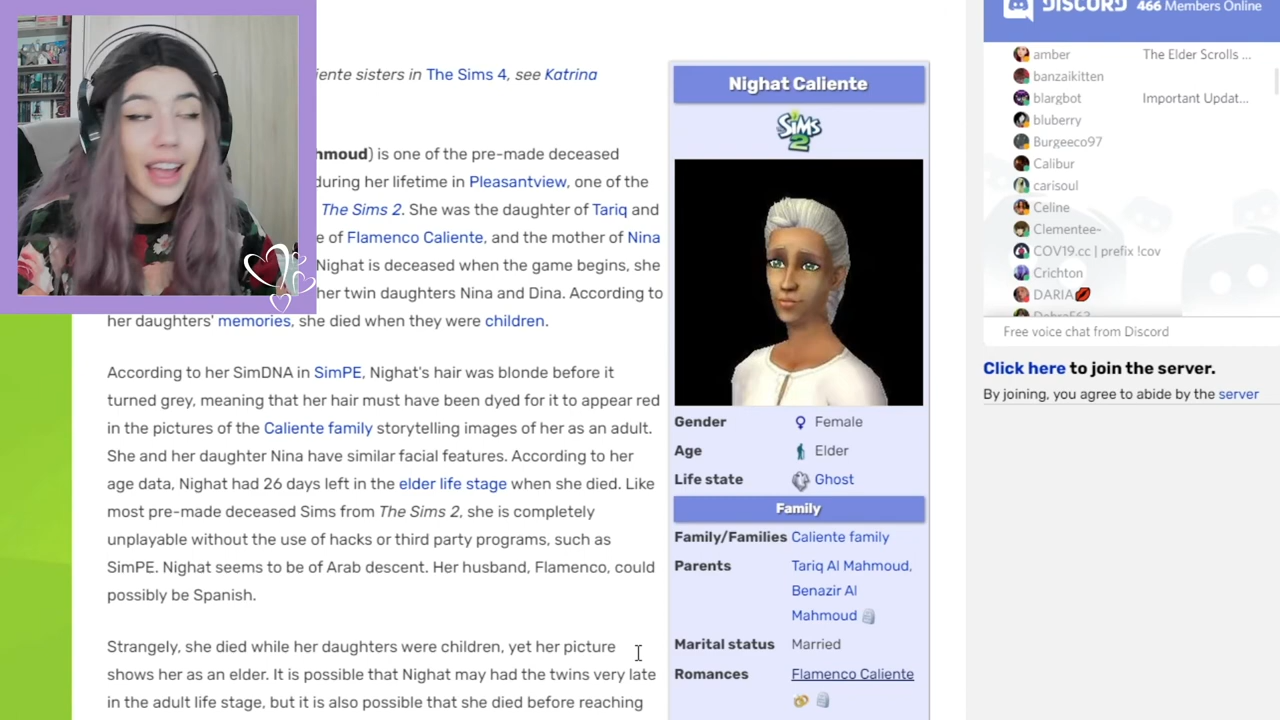 iente sisters in The Sims 4, see Katrina
hmoud) is one of the pre-made deceased
during her lifetime in Pleasantview, one of the
The Sims 2. She was the daughter of Tariq and
e of Flamenco Caliente, and the mother of Nina
Nighat is deceased when the game begins, she
her twin daughters Nina and Dina. According to
her daughters' memories, she died when they were children.
According to her SimDNA in SimPE, Nighat's hair was blonde before it
turned grey, meaning that her hair must have been dyed for it to appear red
in the pictures of the Caliente family storytelling images of her as an adult.
She and her daughter Nina have similar facial features. According to her
age data, Nighat had 26 days left in the elder life stage when she died. Like
most pre-made deceased Sims from The Sims 2, she is completely
unplayable without the use of hacks or third party programs, such as
SimPE. Nighat seems to be of Arab descent. Her husband, Flamenco, could
possibly be Spanish.
Strangely, she died while her daughters were children, yet her picture
shows her as an elder. It is possible that Nighat may had the twins very late
in the adult life stage, but it is also possible that she died before reaching
Nighat Caliente
The Sims 2
Gender Female
Age Elder
Life state Ghost
Family
Family/Families Caliente family
Parents Tariq Al Mahmoud,
Benazir Al
Mahmoud
Marital status Married
Romances Flamenco Caliente
DISCORD 466 Members Online
amber The Elder Scrolls ...
banzaikitten
blargbot Important Updat...
bluberry
Burgeeco97
Calibur
carisoul
Celine
Clementee-
COV19.cc | prefix !cov
Crichton
DARIA💋
Free voice chat from Discord
Click here to join the server.
By joining, you agree to abide by the server